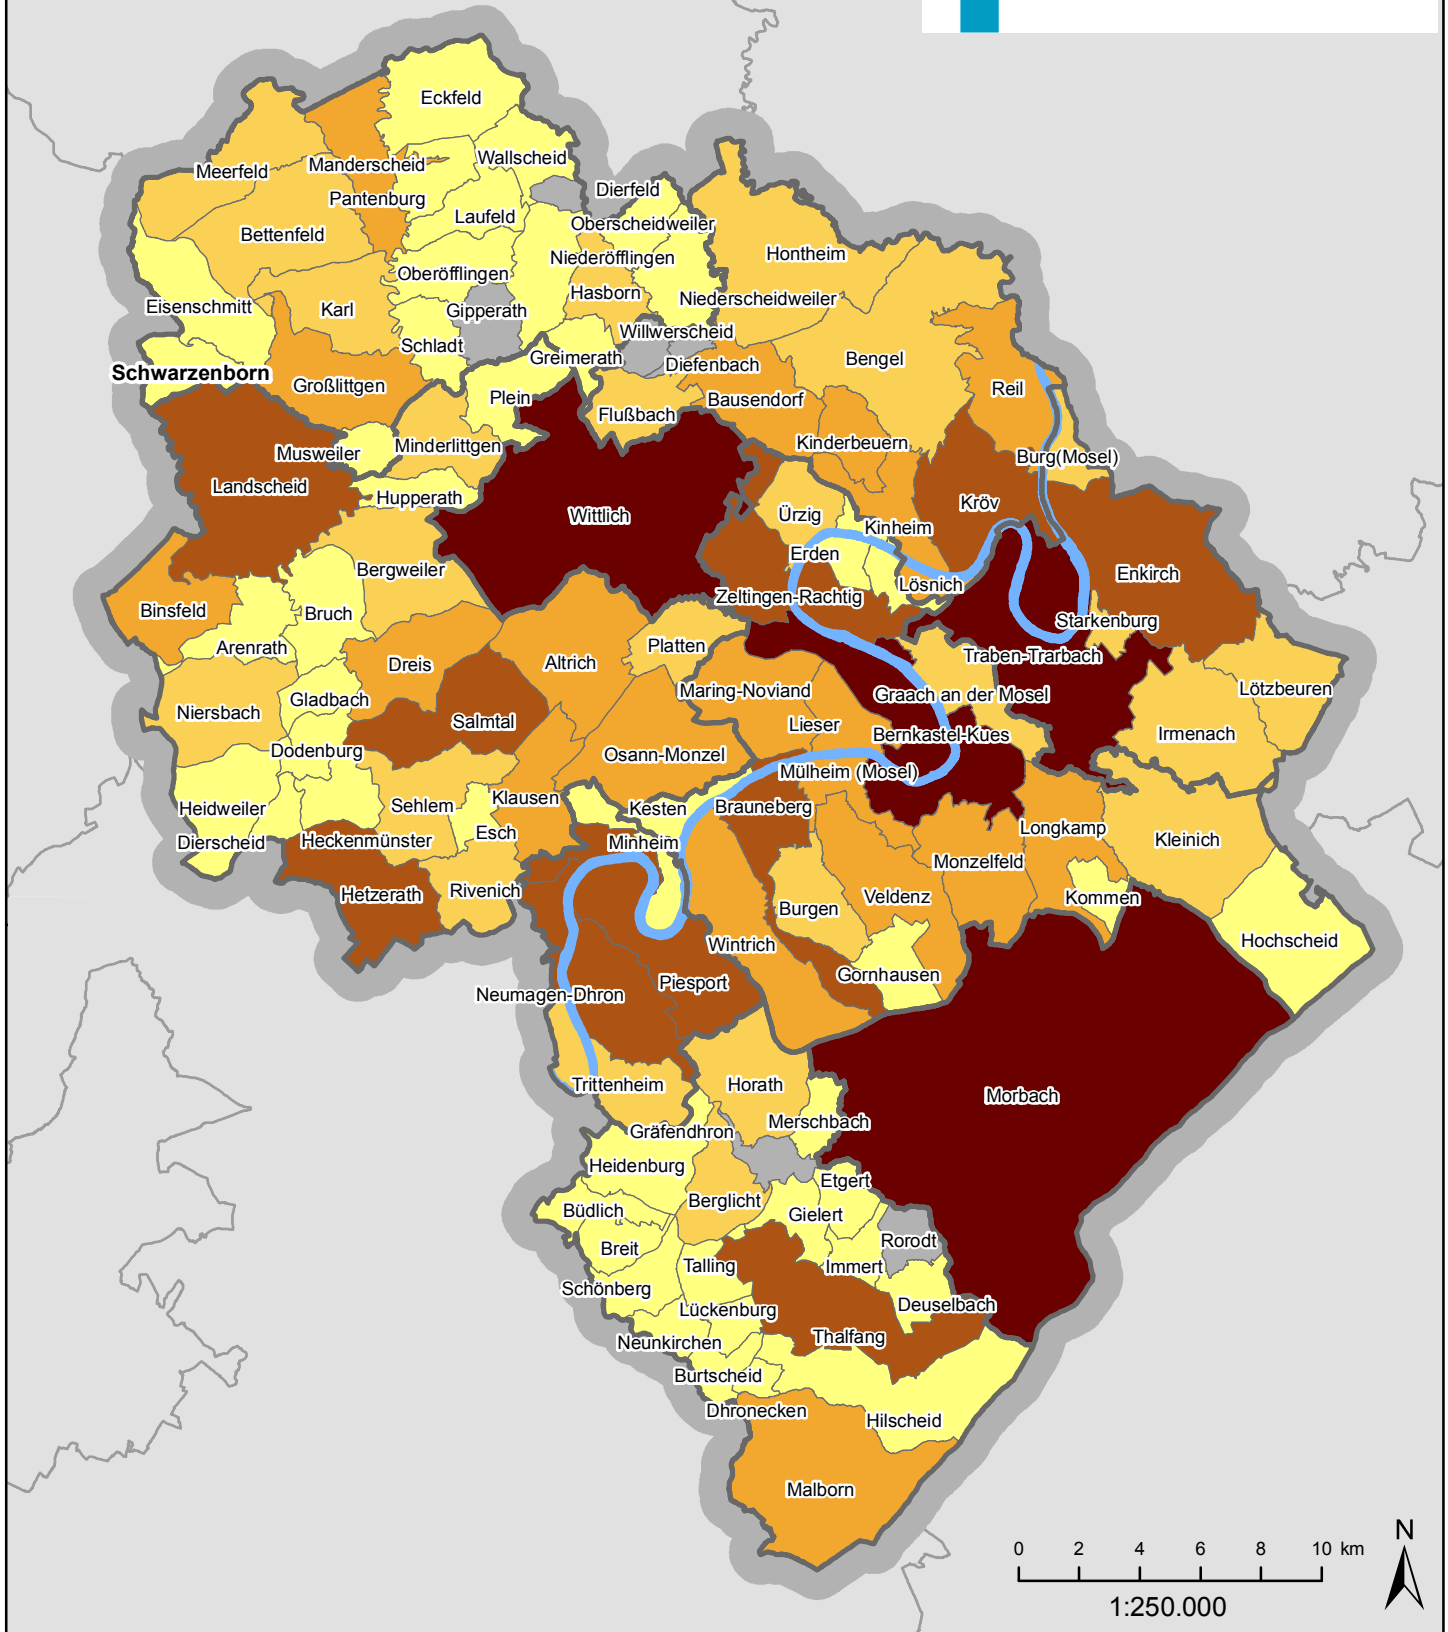 Eckfeld
Wallscheid
Manderscheid
Meerfeld
Dierfeld
Pantenburg
Laufeld
Oberscheidweiler
Bettenfeld
Hontheim
Niederöfflingen
Oberöfflingen
Hasborn
Niederscheidweiler
Eisenschmitt
Karl
Gipperath
Willwerscheid
Schladt
Greimerath
Bengel
Diefenbach
Schwarzenborn
Großlittgen
Reil
Plein
Bausendorf
Flußbach
Kinderbeuern
Minderlittgen
Musweiler
Burg(Mosel)
Landscheid
Hupperath
Kröv
Wittlich
Ürzig
Kinheim
Erden
Bergweiler
Enkirch
Lösnich
Zeltingen-Rachtig
Binsfeld
Bruch
Starkenburg
Arenrath
Platten
Traben-Trarbach
Dreis
Altrich
Maring-Noviand
Graach an der Mosel
Lötzbeuren
Gladbach
Niersbach
Salmtal
Lieser
Bernkastel-Kues
Irmenach
Dodenburg
Osann-Monzel
Mülheim (Mosel)
Klausen
Heidweiler
Sehlem
Kesten
Brauneberg
Esch
Longkamp
Dierscheid
Heckenmünster
Minheim
Kleinich
Monzelfeld
Hetzerath
Rivenich
Veldenz
Kommen
Burgen
Wintrich
Hochscheid
Gornhausen
Piesport
Neumagen-Dhron
Trittenheim
Horath
Morbach
Merschbach
Gräfendhron
Heidenburg
Etgert
Berglicht
Büdlich
Gielert
Breit
Rorodt
Talling
Immert
Schönberg
Deuselbach
Lückenburg
Thalfang
Neunkirchen
Burtscheid
Dhronecken
Hilscheid
Malborn
N
0 2 4 6 8 10 km
1:250.000